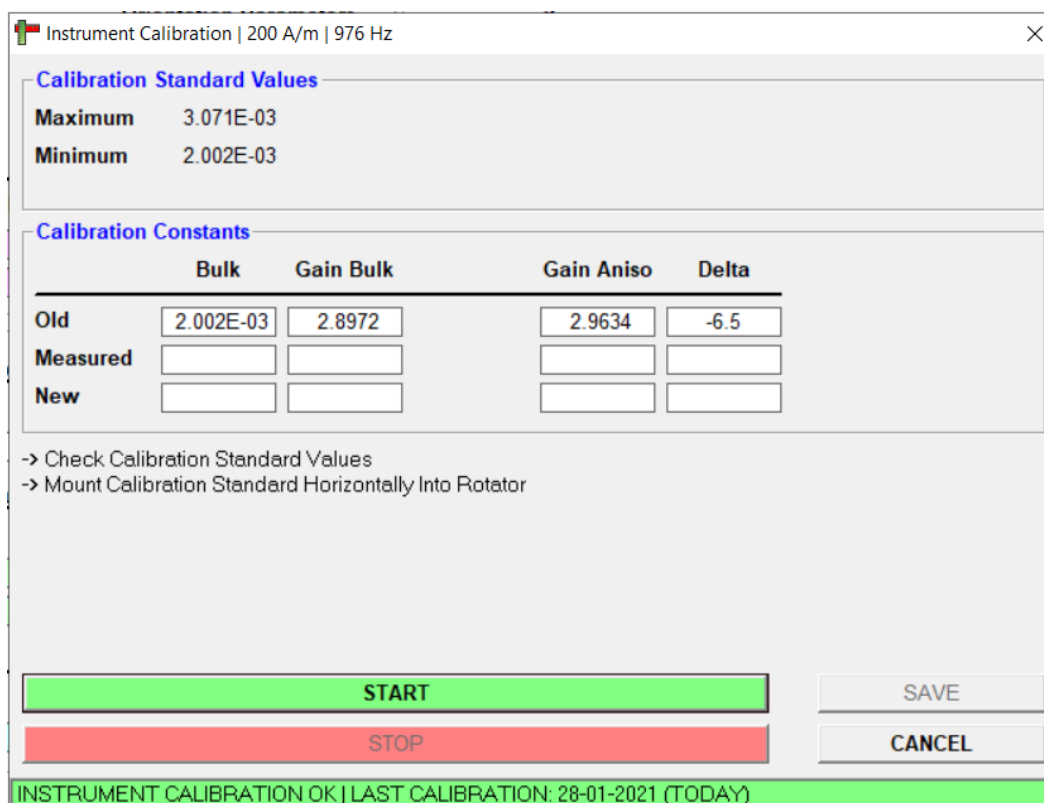 Instrument Calibration | 200 A/m | 976 Hz
Calibration Standard Values
Maximum 3.071E-03
Minimum 2.002E-03
Calibration Constants
Bulk Gain Bulk Gain Aniso Delta
Old 2.002E-03 2.8972 2.9634 -6.5
Measured
New
-> Check Calibration Standard Values
-> Mount Calibration Standard Horizontally Into Rotator
START SAVE
STOP CANCEL
INSTRUMENT CALIBRATION OK | LAST CALIBRATION: 28-01-2021 (TODAY)